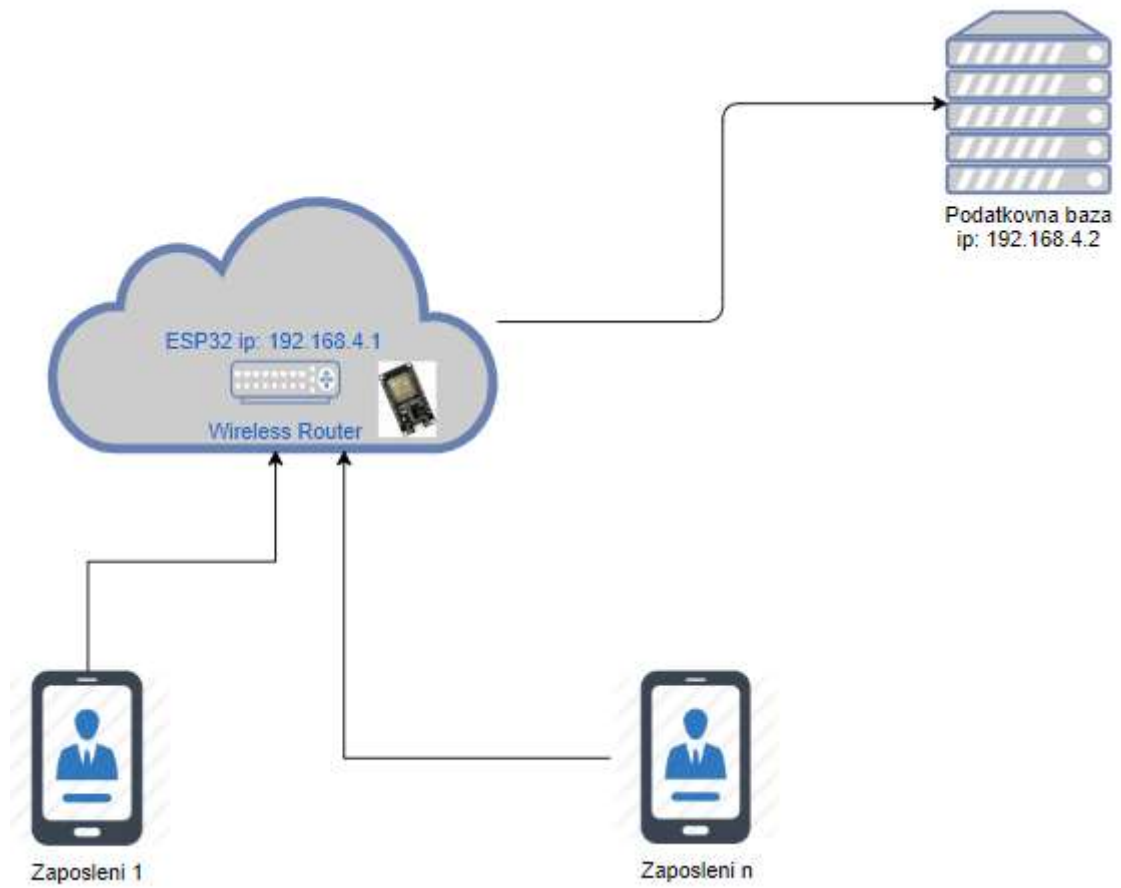 Podatkovna baza
ip: 192.168.4.2
ESP32 ip: 192.168.4.1
Wireless Router
Zaposleni 1
Zaposleni n